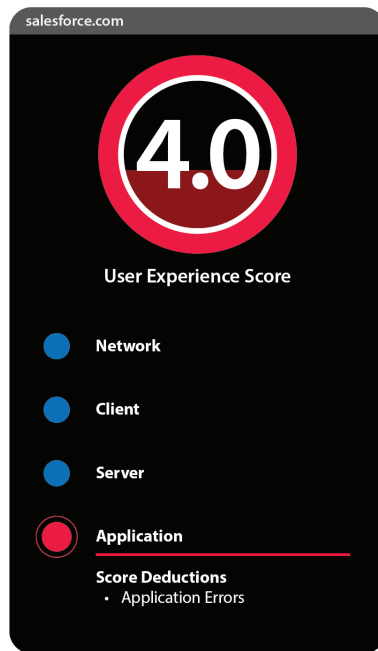 salesforce.com
4.0
User Experience Score
Network
Client
Server
Application
Score Deductions
• Application Errors